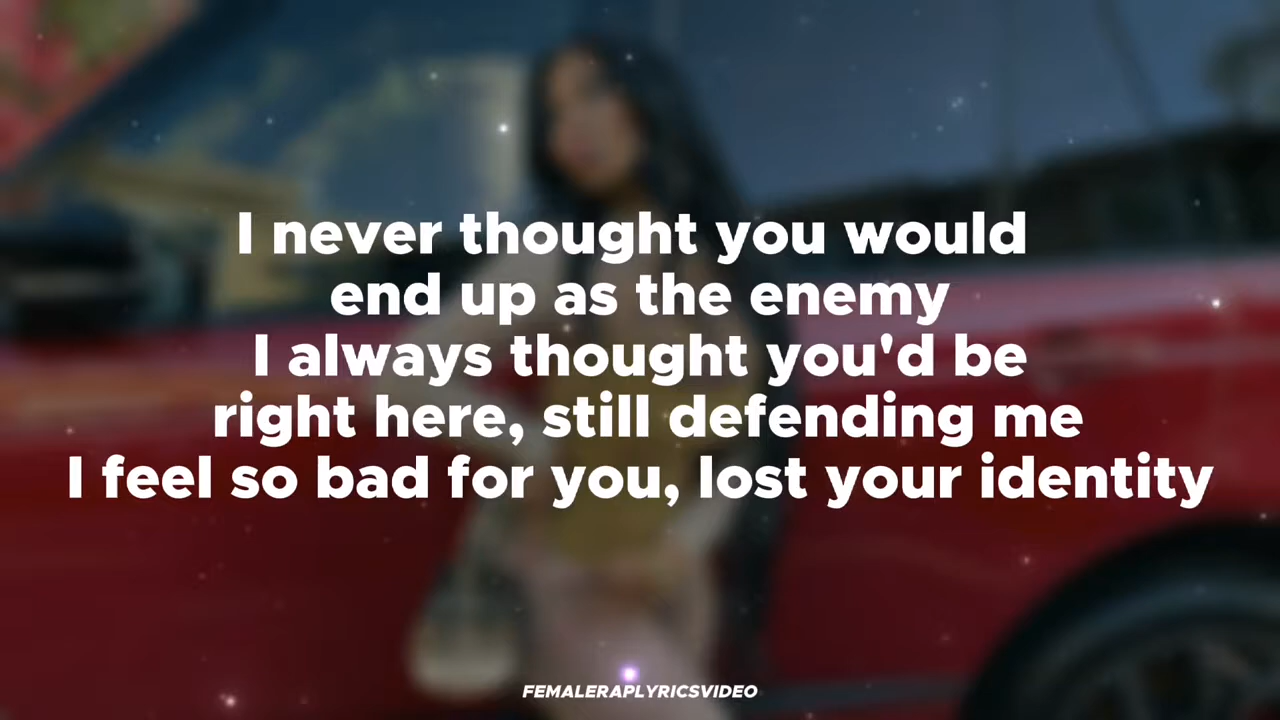 I never thought you would
end up as the enemy
I always thought you'd be
right here, still defending me
I feel so bad for you, lost your identity
FEMALERAPLYRICSVIDEO